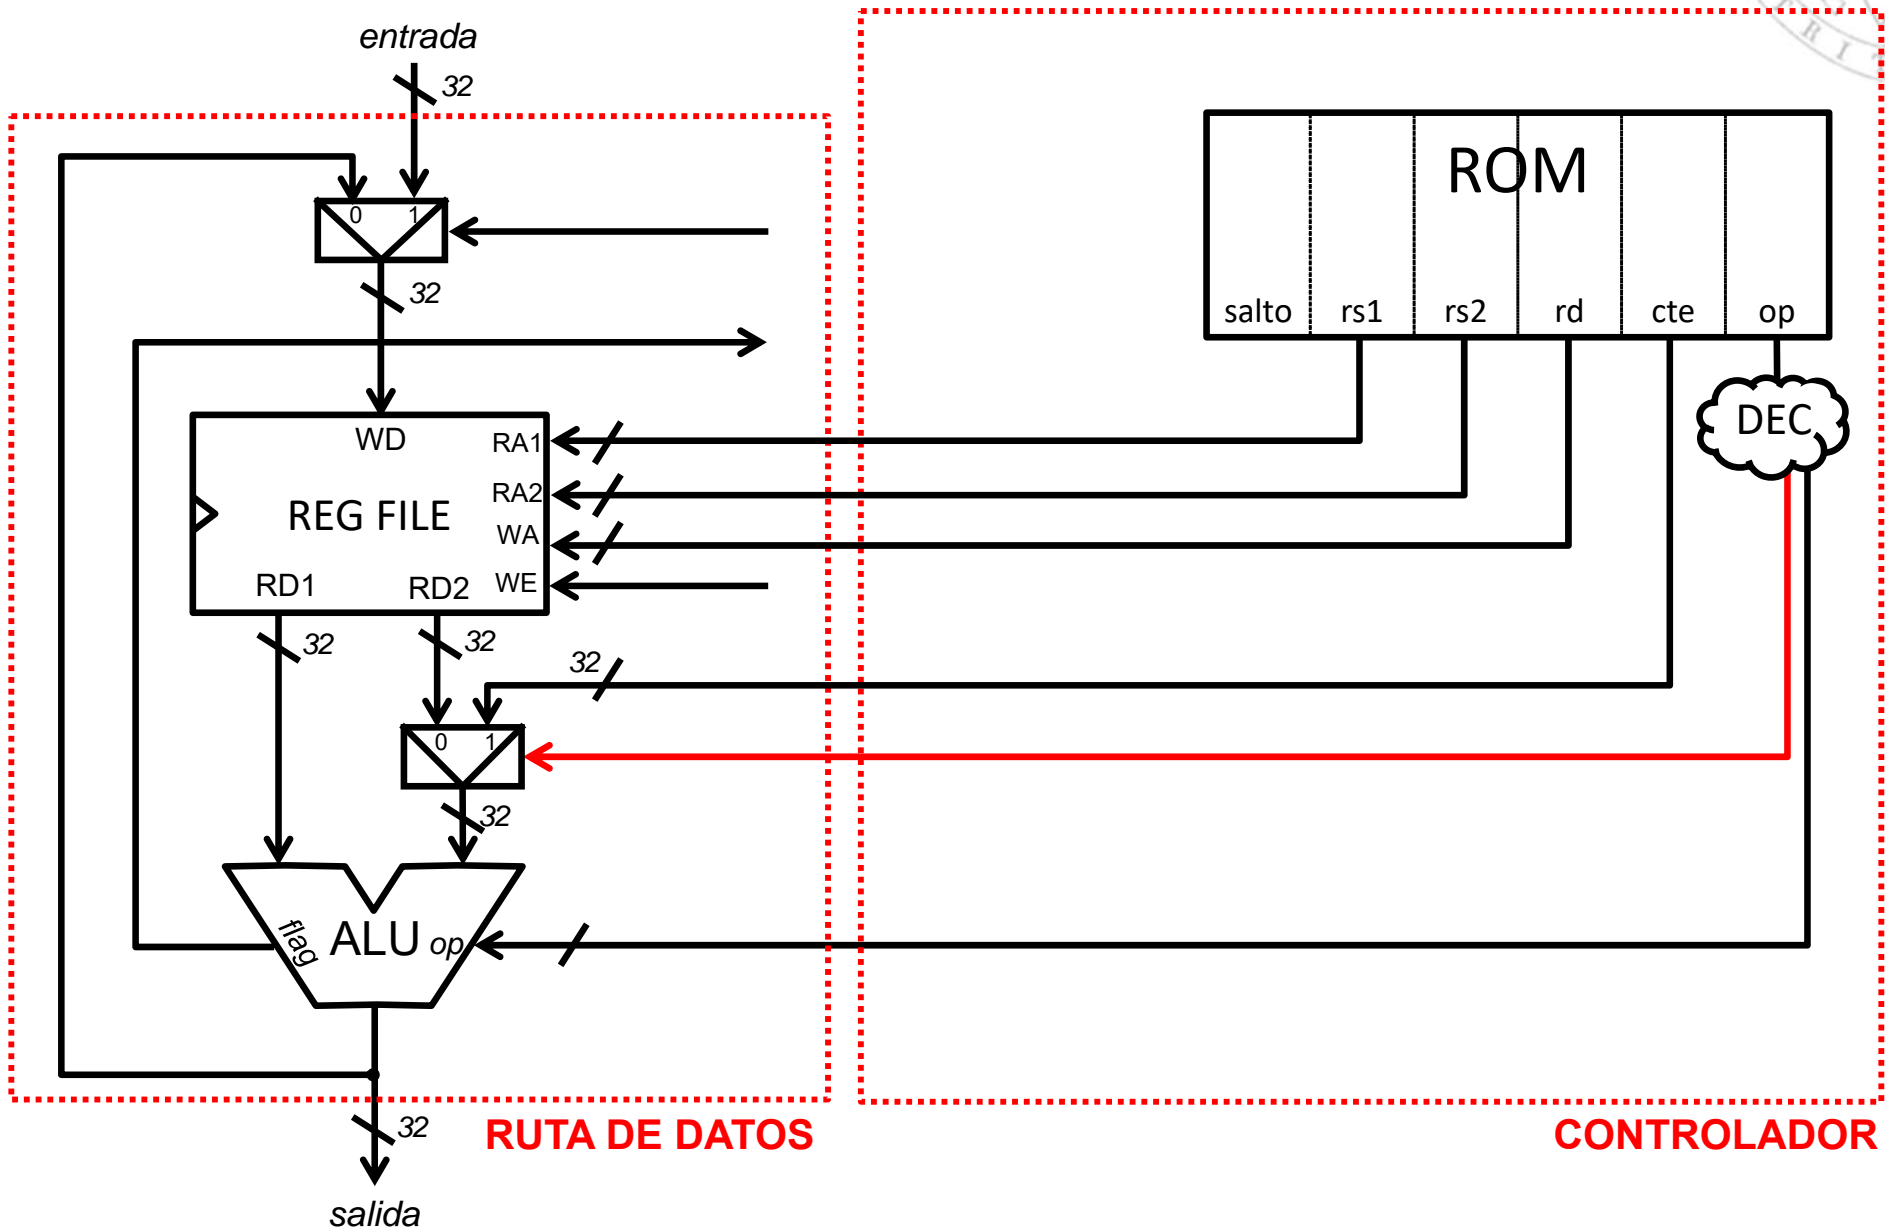 entrada
32
0 1
32
WD
RA1
RA2
WA
WE
REG FILE
RD1 RD2
32 32
32
0 1
32
flag ALU op
32
salida
RUTA DE DATOS
ROM
salto rs1 rs2 rd cte op
DEC
CONTROLADOR